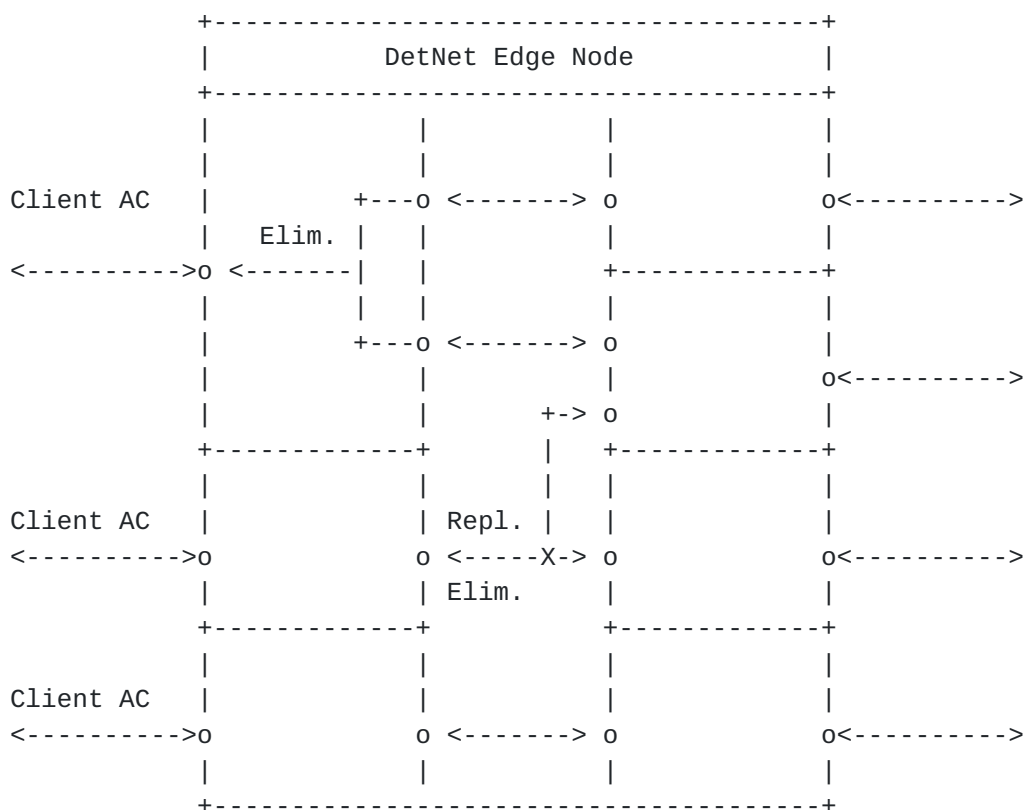 DetNet Edge Node
Client AC
Elim.
Client AC
Repl.
X
Elim.
Client AC